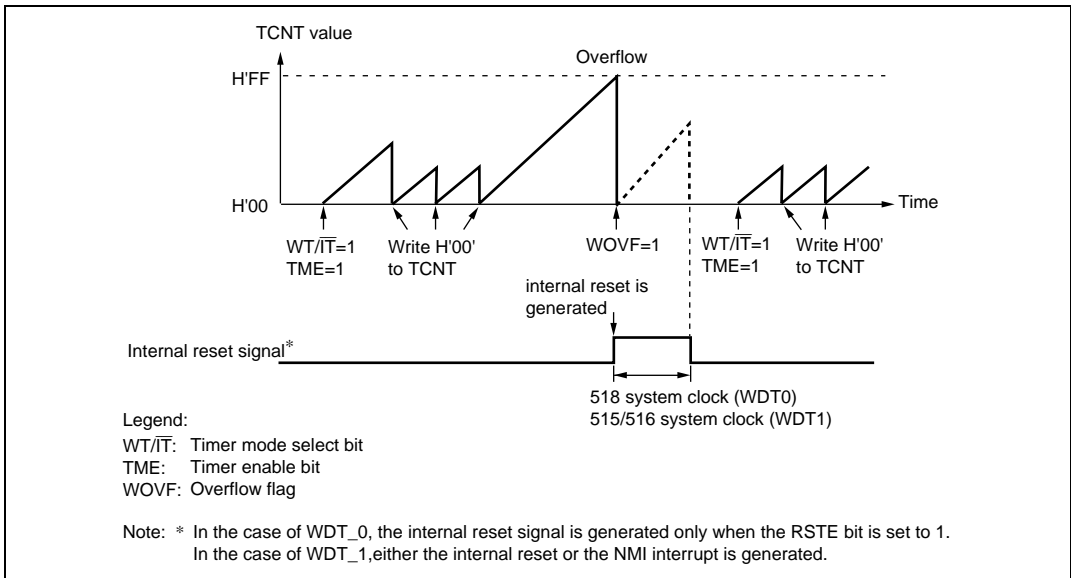 TCNT value
Overflow
H'FF
H'00
Time
WT/IT=1
TME=1
Write H'00'
to TCNT
WOVF=1
WT/IT=1
TME=1
Write H'00'
to TCNT
internal reset is
generated
Internal reset signal*
518 system clock (WDT0)
515/516 system clock (WDT1)
Legend:
WT/IT: Timer mode select bit
TME: Timer enable bit
WOVF: Overflow flag
Note: * In the case of WDT_0, the internal reset signal is generated only when the RSTE bit is set to 1.
In the case of WDT_1,either the internal reset or the NMI interrupt is generated.